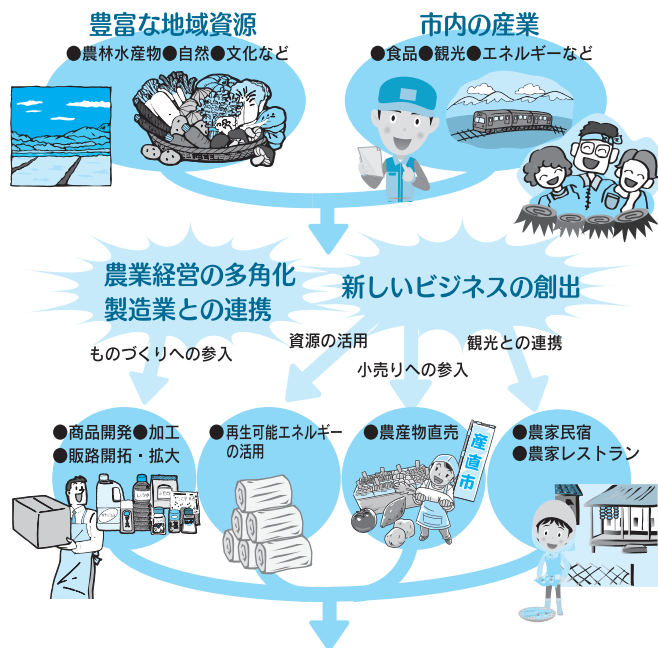 豊富な地域資源
●農林水産物●自然●文化など
市内の産業
●食品●観光●エネルギーなど
農業経営の多角化
製造業との連携
新しいビジネスの創出
ものづくりへの参入
資源の活用
小売りへの参入
観光との連携
●商品開発●加工
●販路開拓・拡大
●再生可能エネルギー
の活用
●農産物直売
産直市
●農家民宿
●農家レストラン